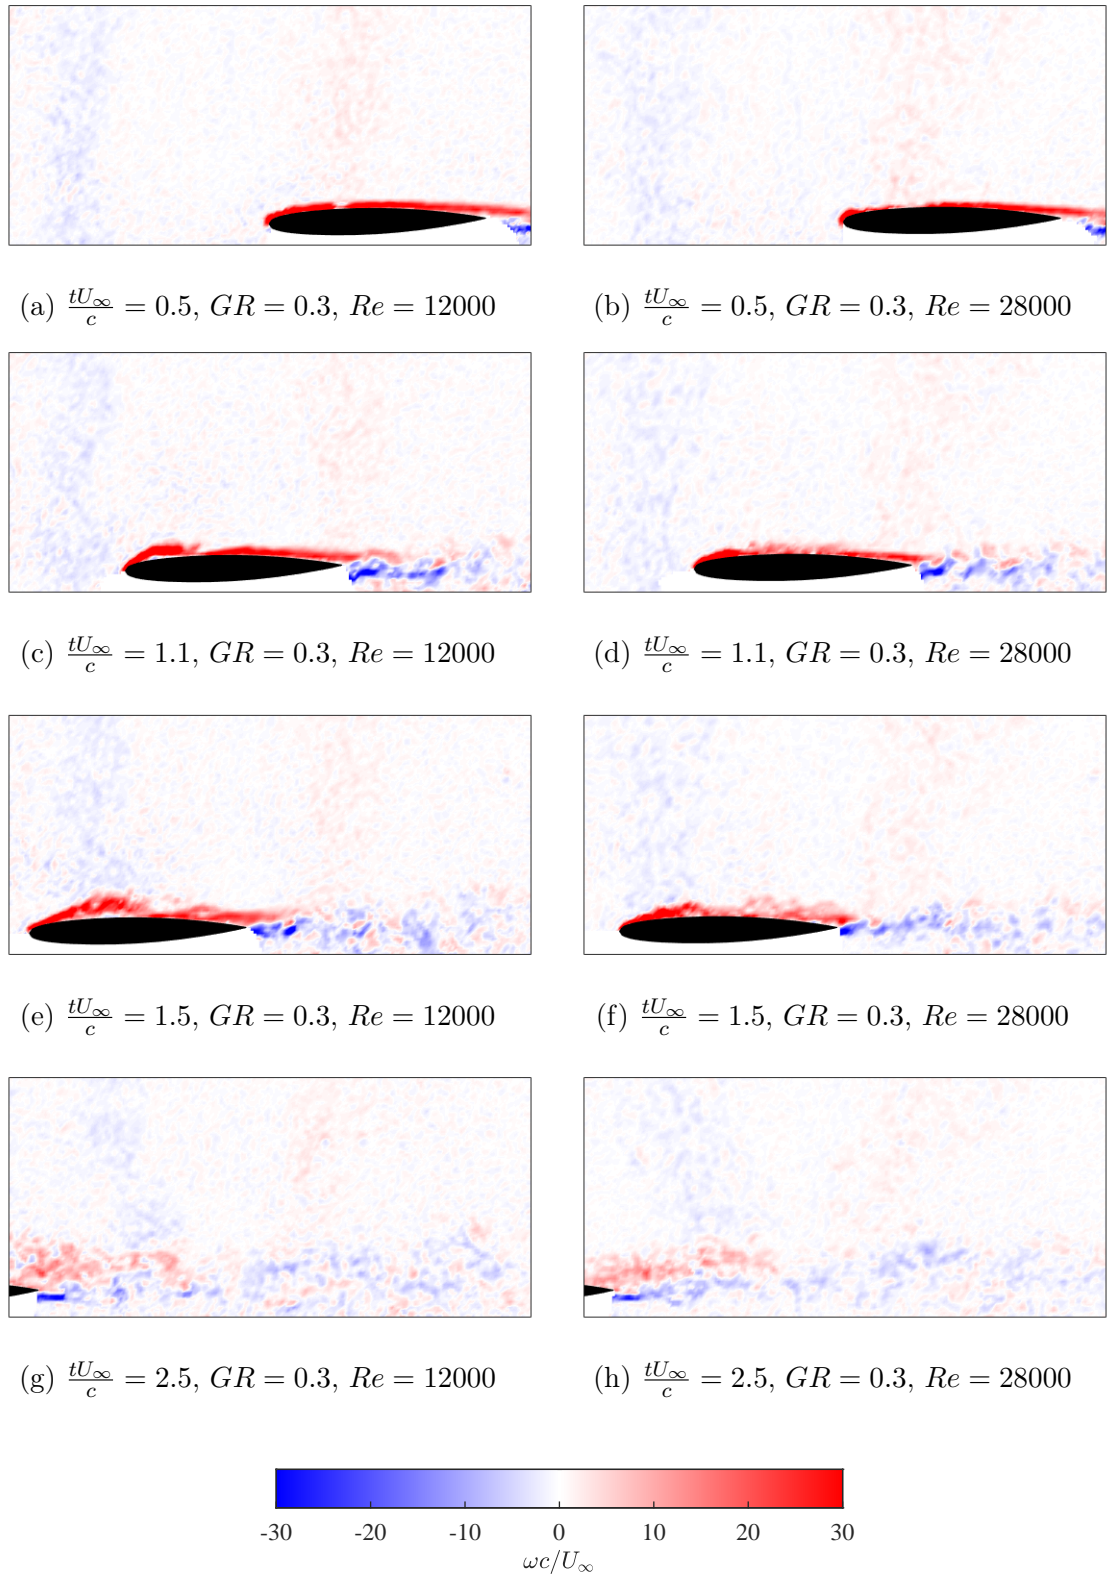 (a) tU∞/c = 0.5, GR = 0.3, Re = 12000
(b) tU∞/c = 0.5, GR = 0.3, Re = 28000
(c) tU∞/c = 1.1, GR = 0.3, Re = 12000
(d) tU∞/c = 1.1, GR = 0.3, Re = 28000
(e) tU∞/c = 1.5, GR = 0.3, Re = 12000
(f) tU∞/c = 1.5, GR = 0.3, Re = 28000
(g) tU∞/c = 2.5, GR = 0.3, Re = 12000
(h) tU∞/c = 2.5, GR = 0.3, Re = 28000
-30 -20 -10 0 10 20 30
ωc/U∞